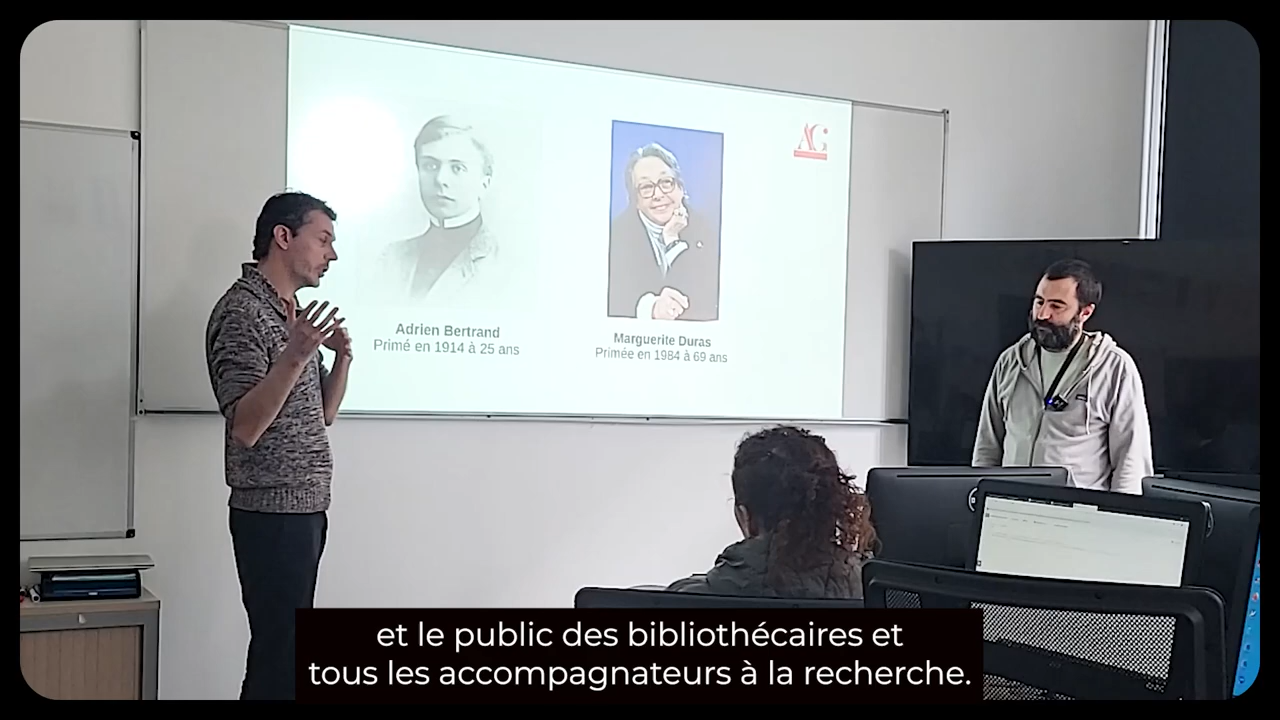 AG
Adrien Bertrand
Primé en 1914 à 25 ans
Marguerite Duras
Primée en 1984 à 69 ans
et le public des bibliothécaires et
tous les accompagnateurs à la recherche.